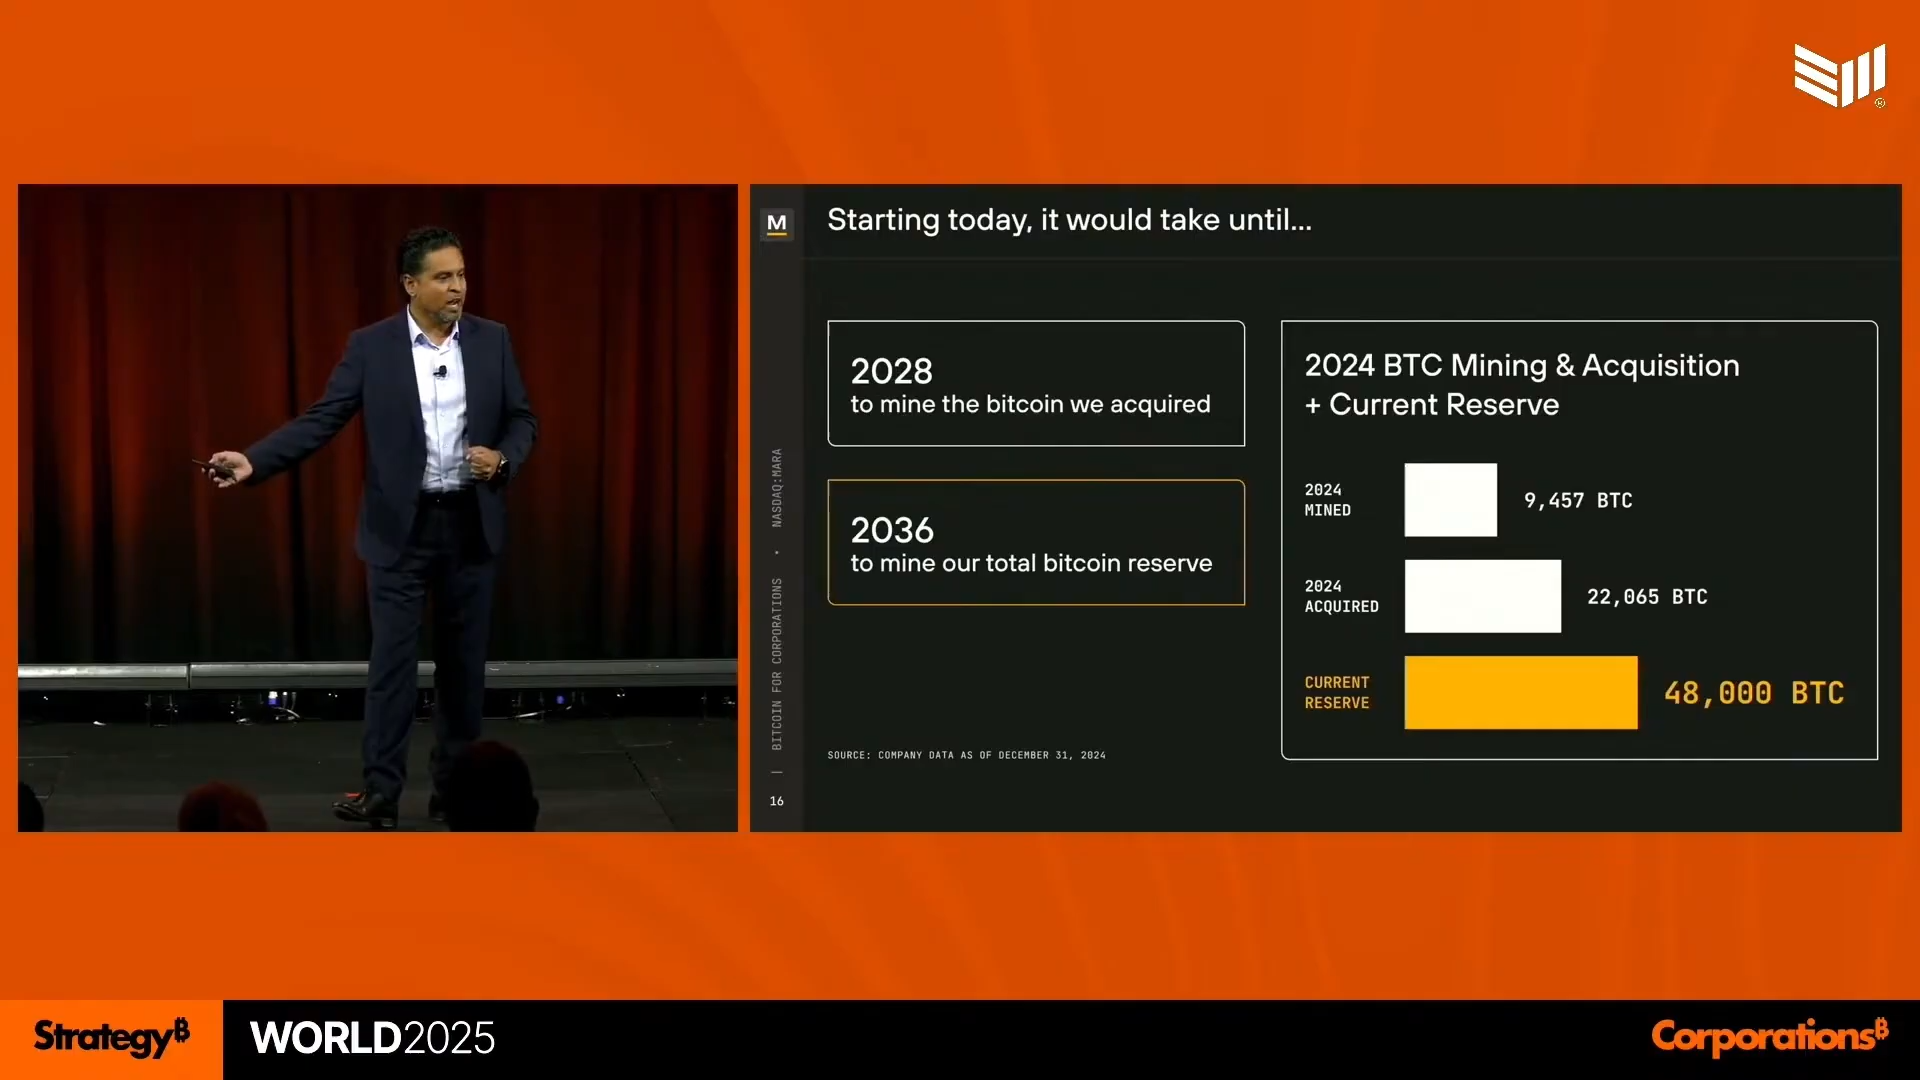 M
Starting today, it would take until...
2028
to mine the bitcoin we acquired
2036
to mine our total bitcoin reserve
SOURCE: COMPANY DATA AS OF DECEMBER 31, 2024
2024 BTC Mining & Acquisition
+ Current Reserve
2024
MINED
9,457 BTC
2024
ACQUIRED
22,065 BTC
CURRENT
RESERVE
48,000 BTC
BITCOIN FOR CORPORATIONS • NASDAQ:MARA
16
Strategy₿
WORLD2025
Corporations₿